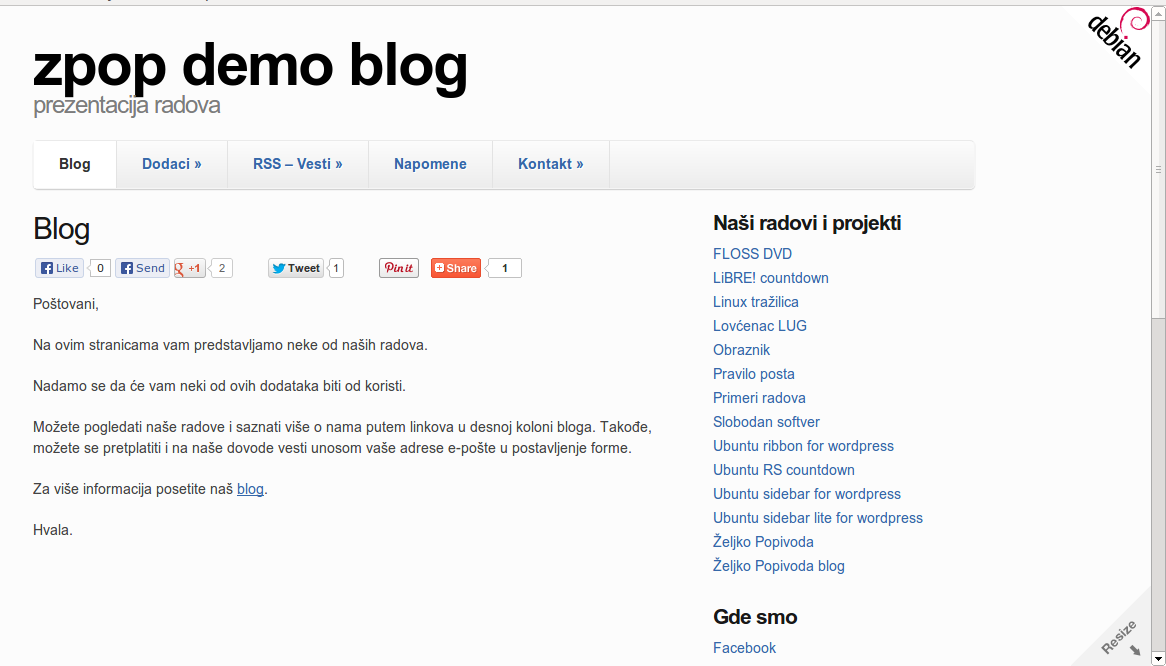 debian
zpop demo blog
prezentacija radova
Blog Dodaci » RSS – Vesti » Napomene Kontakt »
Blog
Like 0 Send +1 2 Tweet 1 Pin it Share 1
Poštovani,
Na ovim stranicama vam predstavljamo neke od naših radova.
Nadamo se da će vam neki od ovih dodataka biti od koristi.
Možete pogledati naše radove i saznati više o nama putem linkova u desnoj koloni bloga. Takođe,
možete se pretplatiti i na naše dovode vesti unosom vaše adrese e-pošte u postavljenje forme.
Za više informacija posetite naš blog.
Hvala.
Naši radovi i projekti
FLOSS DVD
LiBRE! countdown
Linux tražilica
Lovćenac LUG
Obraznik
Pravilo posta
Primeri radova
Slobodan softver
Ubuntu ribbon for wordpress
Ubuntu RS countdown
Ubuntu sidebar for wordpress
Ubuntu sidebar lite for wordpress
Željko Popivoda
Željko Popivoda blog
Gde smo
Facebook
Resize